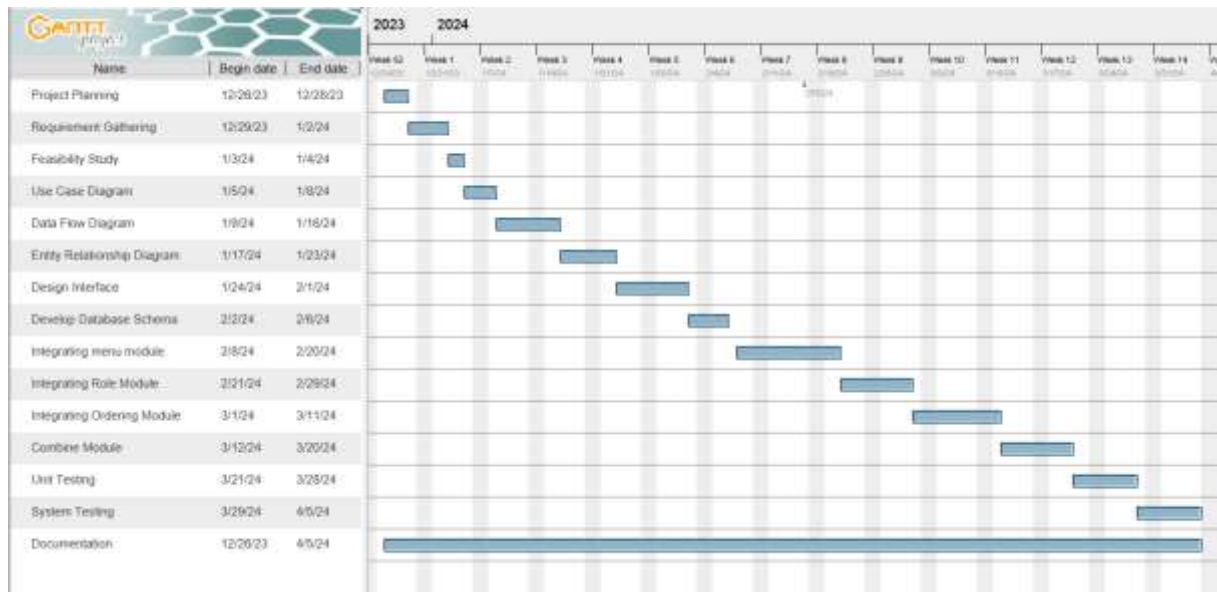 GANTT
project
2023 2024
Name Begin date End date
Week 52 Week 1 Week 2 Week 3 Week 4 Week 5 Week 6 Week 7 Week 8 Week 9 Week 10 Week 11 Week 12 Week 13 Week 14
Project Planning 12/26/23 12/28/23
Requirement Gathering 12/29/23 1/2/24
Feasibility Study 1/3/24 1/4/24
Use Case Diagram 1/5/24 1/8/24
Data Flow Diagram 1/9/24 1/16/24
Entity Relationship Diagram 1/17/24 1/23/24
Design Interface 1/24/24 2/1/24
Develop Database Schema 2/2/24 2/6/24
Integrating menu module 2/8/24 2/20/24
Integrating Role Module 2/21/24 2/29/24
Integrating Ordering Module 3/1/24 3/11/24
Combine Module 3/12/24 3/20/24
Unit Testing 3/21/24 3/28/24
System Testing 3/29/24 4/5/24
Documentation 12/26/23 4/5/24